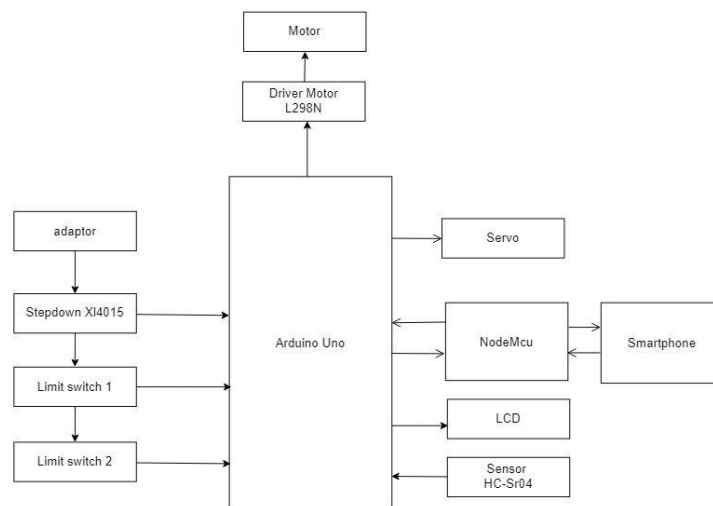 Motor
Driver Motor
L298N
adaptor
Servo
Stepdown Xl4015
Arduino Uno
NodeMcu
Smartphone
Limit switch 1
LCD
Limit switch 2
Sensor
HC-Sr04